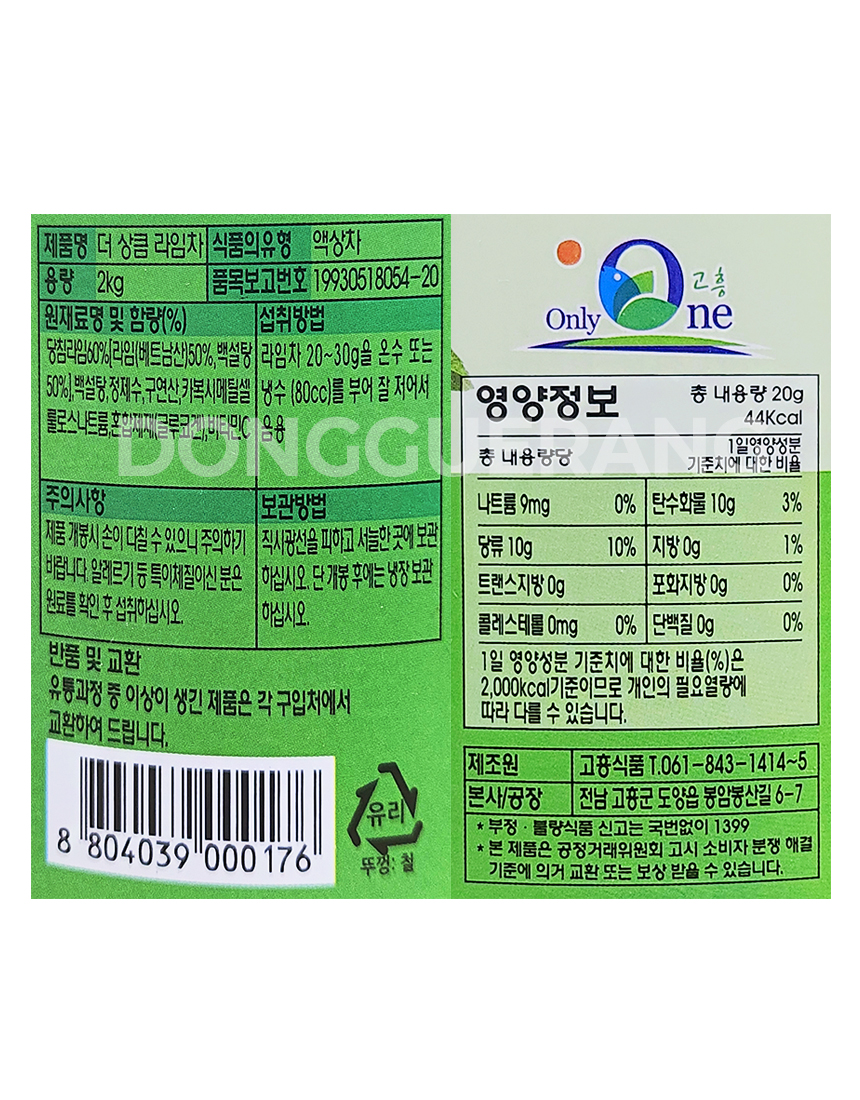 제품명 더 상큼 라임차 식품의유형 액상차
용량 2kg 품목보고번호 19930518054-20
원재료명 및 함량(%)
당침라임60%[라임(베트남산)50%, 백설탕
50%], 백설탕, 정제수, 구연산, 카복시메틸셀
룰로스나트륨, 혼합제제(글루코겐), 비타민C
섭취방법
라임차 20~30g을 온수 또는
냉수 (80cc)를 부어 잘 저어서
음용
주의사항
제품 개봉시 손이 다칠 수 있으니 주의하기
바랍니다. 알레르기 등 특이체질이신 분은
원료를 확인 후 섭취하십시오.
보관방법
직사광선을 피하고 서늘한 곳에 보관
하십시오. 단 개봉 후에는 냉장 보관
하십시오.
반품 및 교환
유통과정 중 이상이 생긴 제품은 각 구입처에서
교환하여 드립니다.
8 804039 000176
유리
뚜껑: 철
DONGGUERANG
고흥
Only One
영양정보 총 내용량 20g
44Kcal
총 내용량당 1일영양성분
기준치에 대한 비율
나트륨 9mg 0% 탄수화물 10g 3%
당류 10g 10% 지방 0g 1%
트랜스지방 0g 포화지방 0g 0%
콜레스테롤 0mg 0% 단백질 0g 0%
1일 영양성분 기준치에 대한 비율(%)은
2,000kcal기준이므로 개인의 필요열량에
따라 다를 수 있습니다.
제조원 고흥식품 T.061-843-1414~5
본사/공장 전남 고흥군 도양읍 봉암봉산길 6-7
* 부정 · 불량식품 신고는 국번없이 1399
* 본 제품은 공정거래위원회 고시 소비자 분쟁 해결
기준에 의거 교환 또는 보상 받을 수 있습니다.